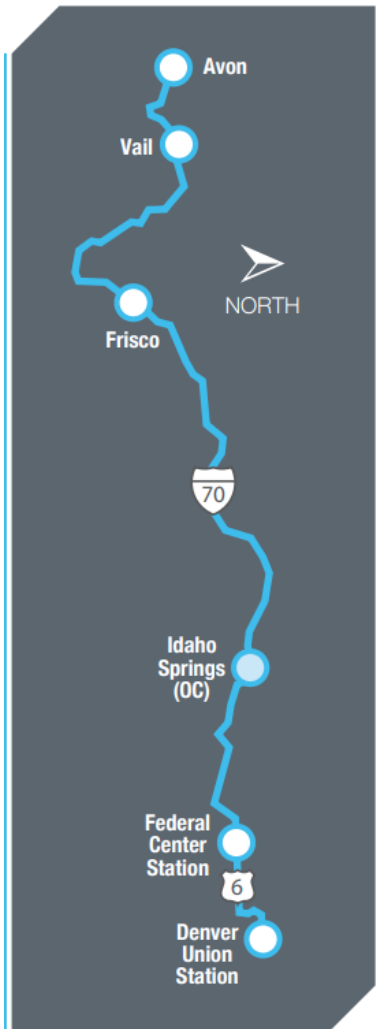 Avon
Vail
NORTH
Frisco
70
Idaho
Springs
(OC)
Federal
Center
Station
6
Denver
Union
Station